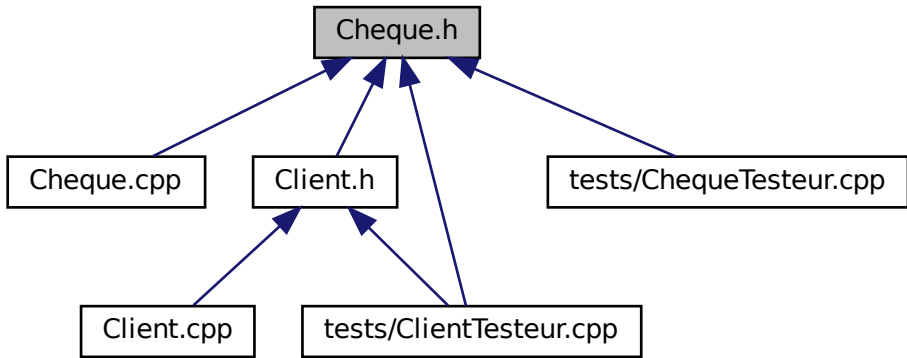 Cheque.h
Cheque.cpp
Client.h
tests/ChequeTesteur.cpp
Client.cpp
tests/ClientTesteur.cpp